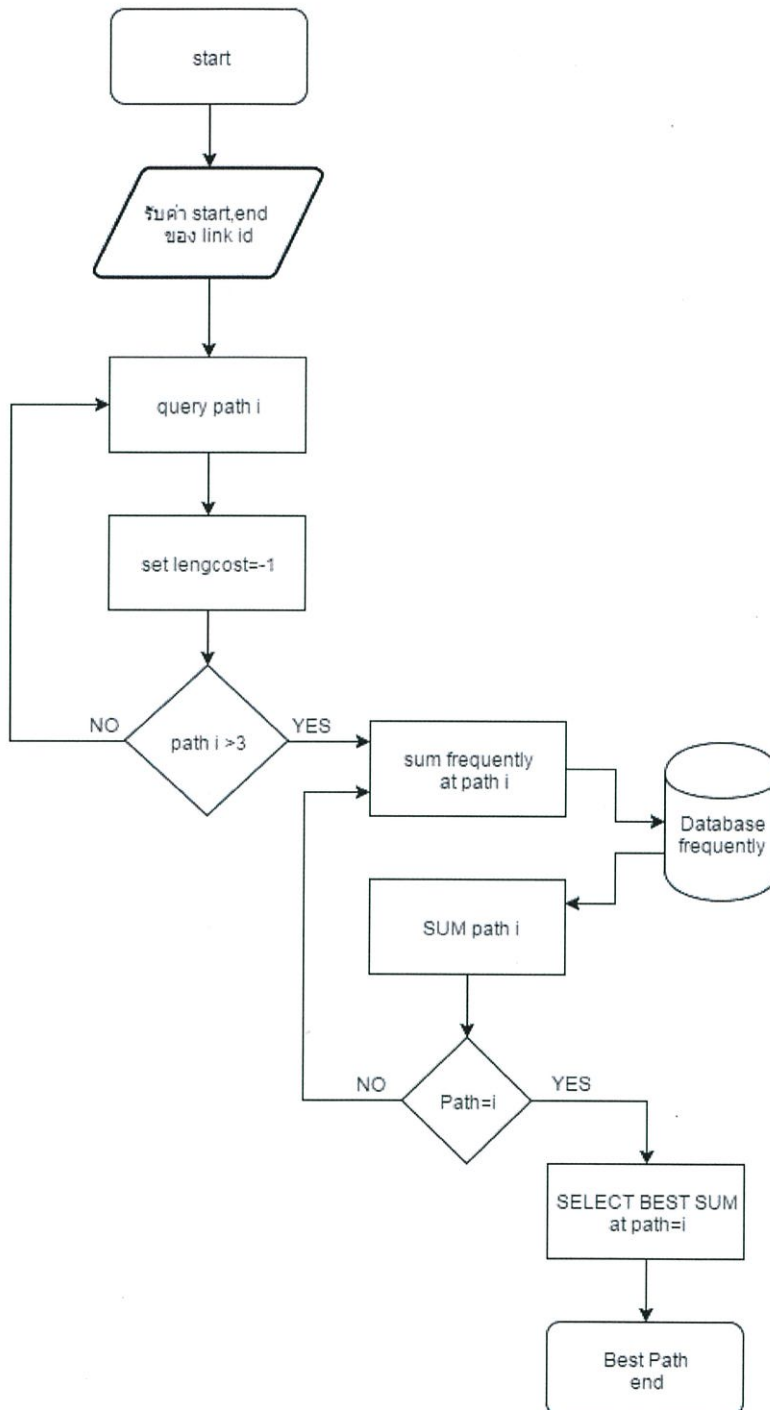 start
รับค่า start,end
ของ link id
query path i
set lengcost=-1
path i >3
NO
YES
sum frequently
at path i
Database
frequently
SUM path i
Path=i
NO
YES
SELECT BEST SUM
at path=i
Best Path
end